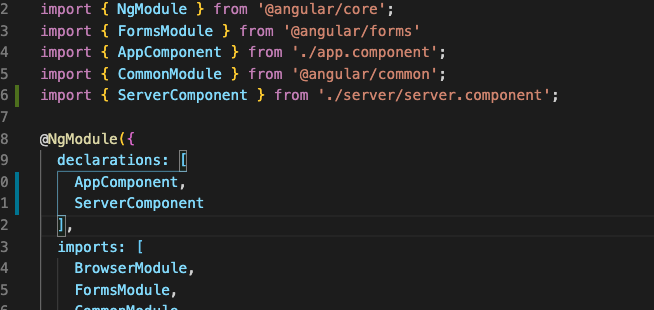 2 import { NgModule } from '@angular/core';
3 import { FormsModule } from '@angular/forms'
4 import { AppComponent } from './app.component';
5 import { CommonModule } from '@angular/common';
6 import { ServerComponent } from './server/server.component';
7
8 @NgModule({
9 declarations: [
0 AppComponent,
1 ServerComponent
2 ],
3 imports: [
4 BrowserModule,
5 FormsModule,
6 CommonModule